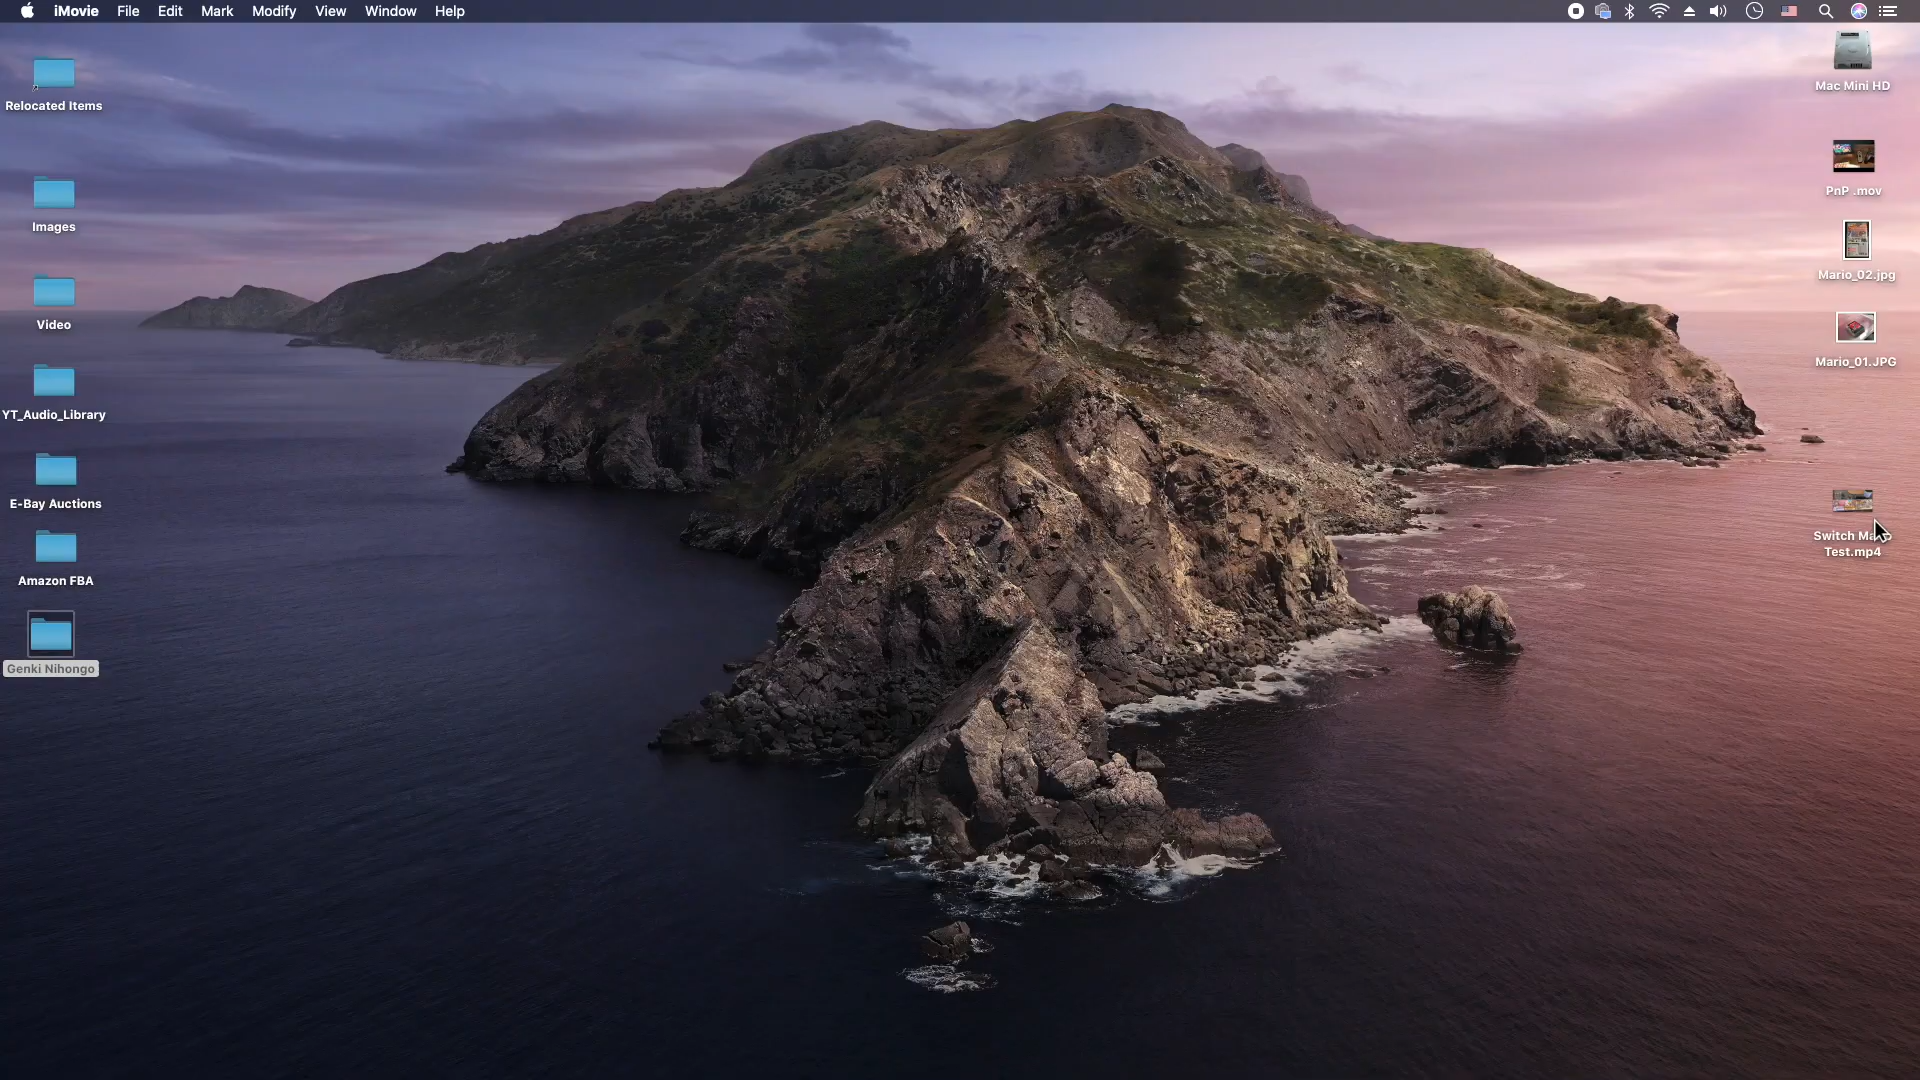 iMovie File Edit Mark Modify View Window Help
Relocated Items
Images
Video
YT_Audio_Library
E-Bay Auctions
Amazon FBA
Genki Nihongo
Mac Mini HD
PnP .mov
Mario_02.jpg
Mario_01.JPG
Switch
Test.mp4